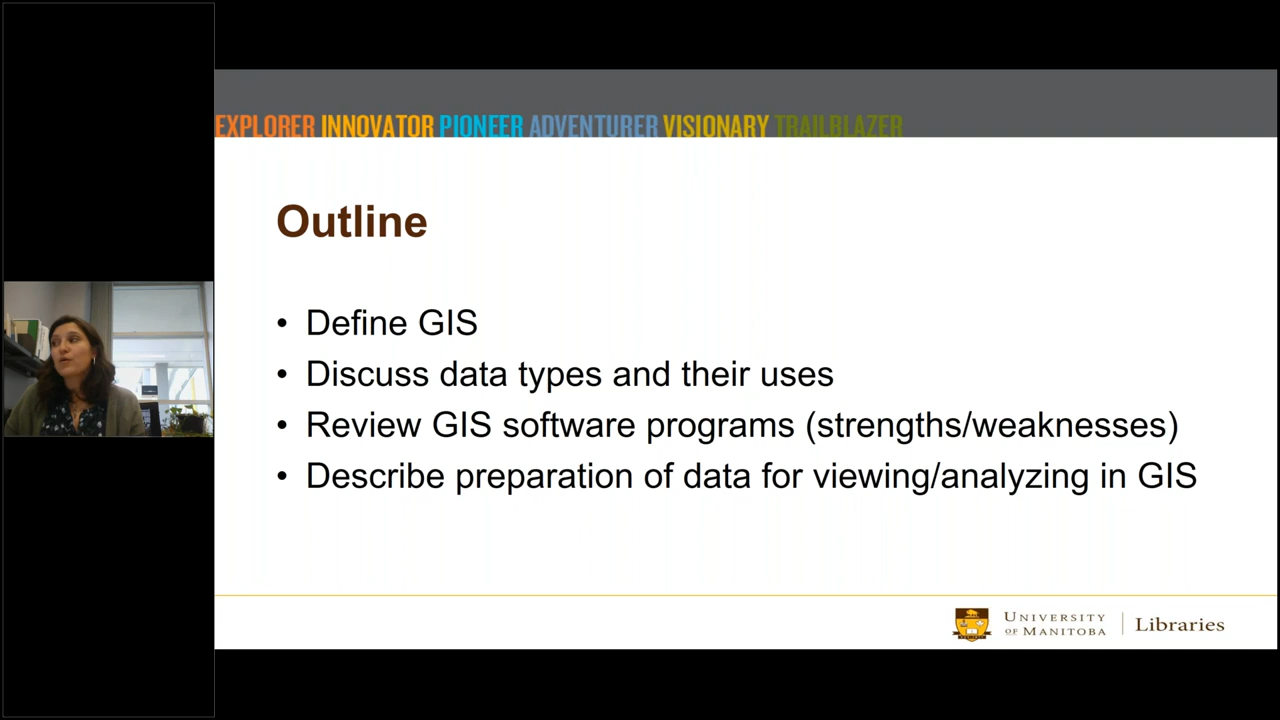 EXPLORER INNOVATOR PIONEER ADVENTURER VISIONARY TRAILBLAZER
Outline
• Define GIS
• Discuss data types and their uses
• Review GIS software programs (strengths/weaknesses)
• Describe preparation of data for viewing/analyzing in GIS
UNIVERSITY
OF MANITOBA
Libraries